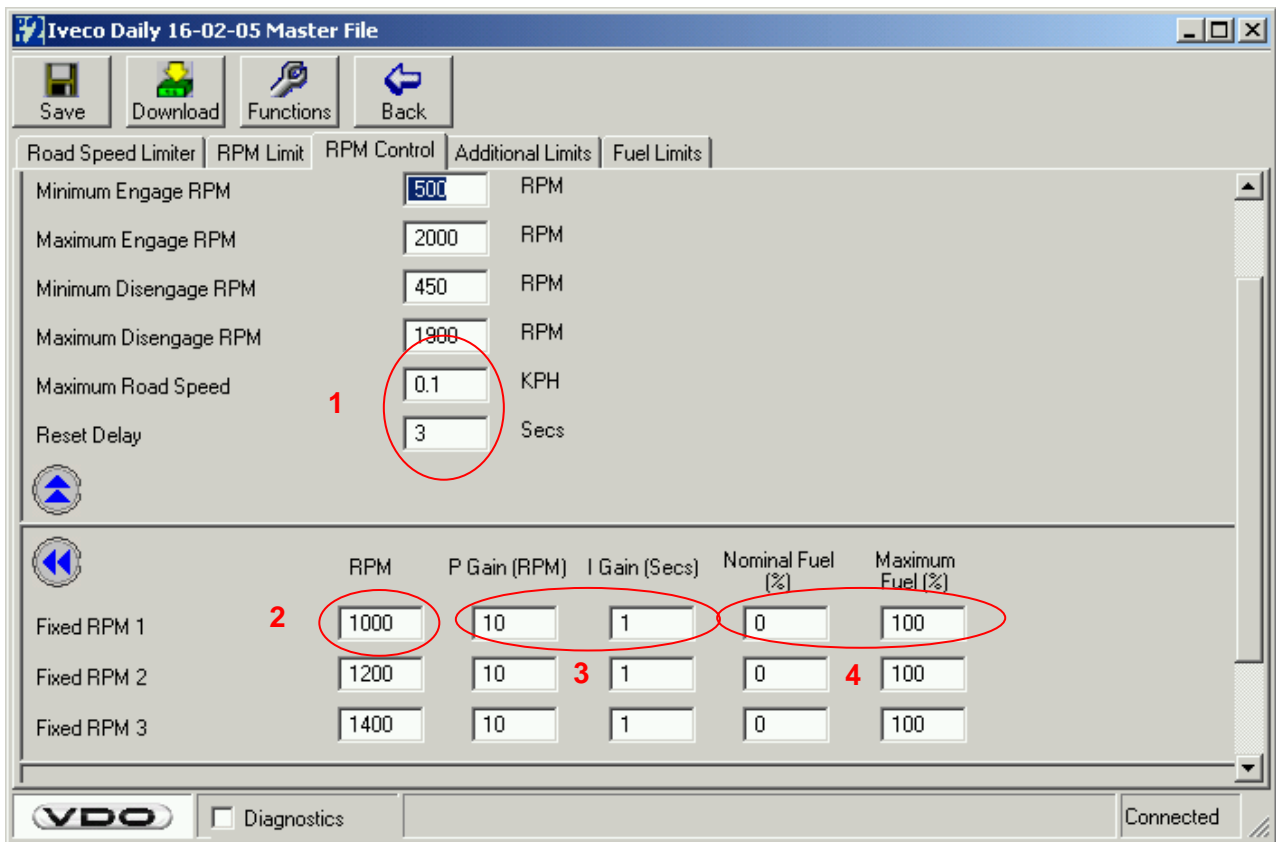 Iveco Daily 16-02-05 Master File
Save Download Functions Back
Road Speed Limiter RPM Limit RPM Control Additional Limits Fuel Limits
Minimum Engage RPM 500 RPM
Maximum Engage RPM 2000 RPM
Minimum Disengage RPM 450 RPM
Maximum Disengage RPM 1900 RPM
Maximum Road Speed 0.1 KPH
1
Reset Delay 3 Secs
RPM P Gain (RPM) I Gain (Secs) Nominal Fuel (%) Maximum Fuel (%)
Fixed RPM 1 2 1000 10 1 0 100
Fixed RPM 2 1200 10 3 1 0 4 100
Fixed RPM 3 1400 10 1 0 100
VDO Diagnostics Connected